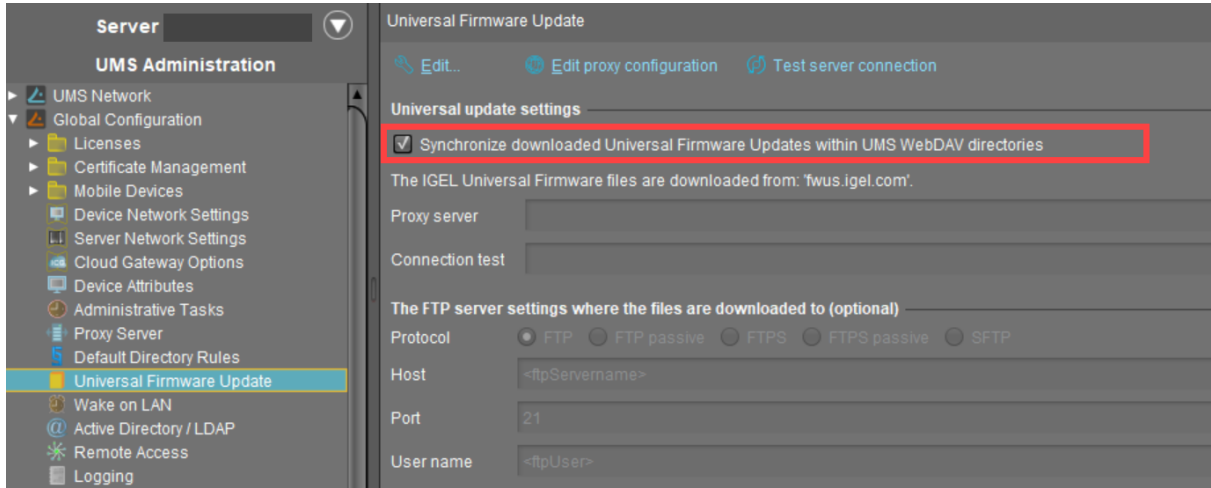 Server
UMS Administration
UMS Network
Global Configuration
Licenses
Certificate Management
Mobile Devices
Device Network Settings
Server Network Settings
Cloud Gateway Options
Device Attributes
Administrative Tasks
Proxy Server
Default Directory Rules
Universal Firmware Update
Wake on LAN
Active Directory / LDAP
Remote Access
Logging
Universal Firmware Update
Edit... Edit proxy configuration Test server connection
Universal update settings
Synchronize downloaded Universal Firmware Updates within UMS WebDAV directories
The IGEL Universal Firmware files are downloaded from: 'fwus.igel.com'.
Proxy server
Connection test
The FTP server settings where the files are downloaded to (optional)
Protocol FTP FTP passive FTPS FTPS passive SFTP
Host <ftpServername>
Port 21
User name <ftpUser>